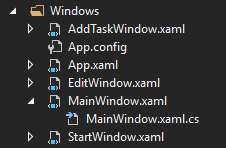 Windows
AddTaskWindow.xaml
App.config
App.xaml
EditWindow.xaml
MainWindow.xaml
MainWindow.xaml.cs
StartWindow.xaml